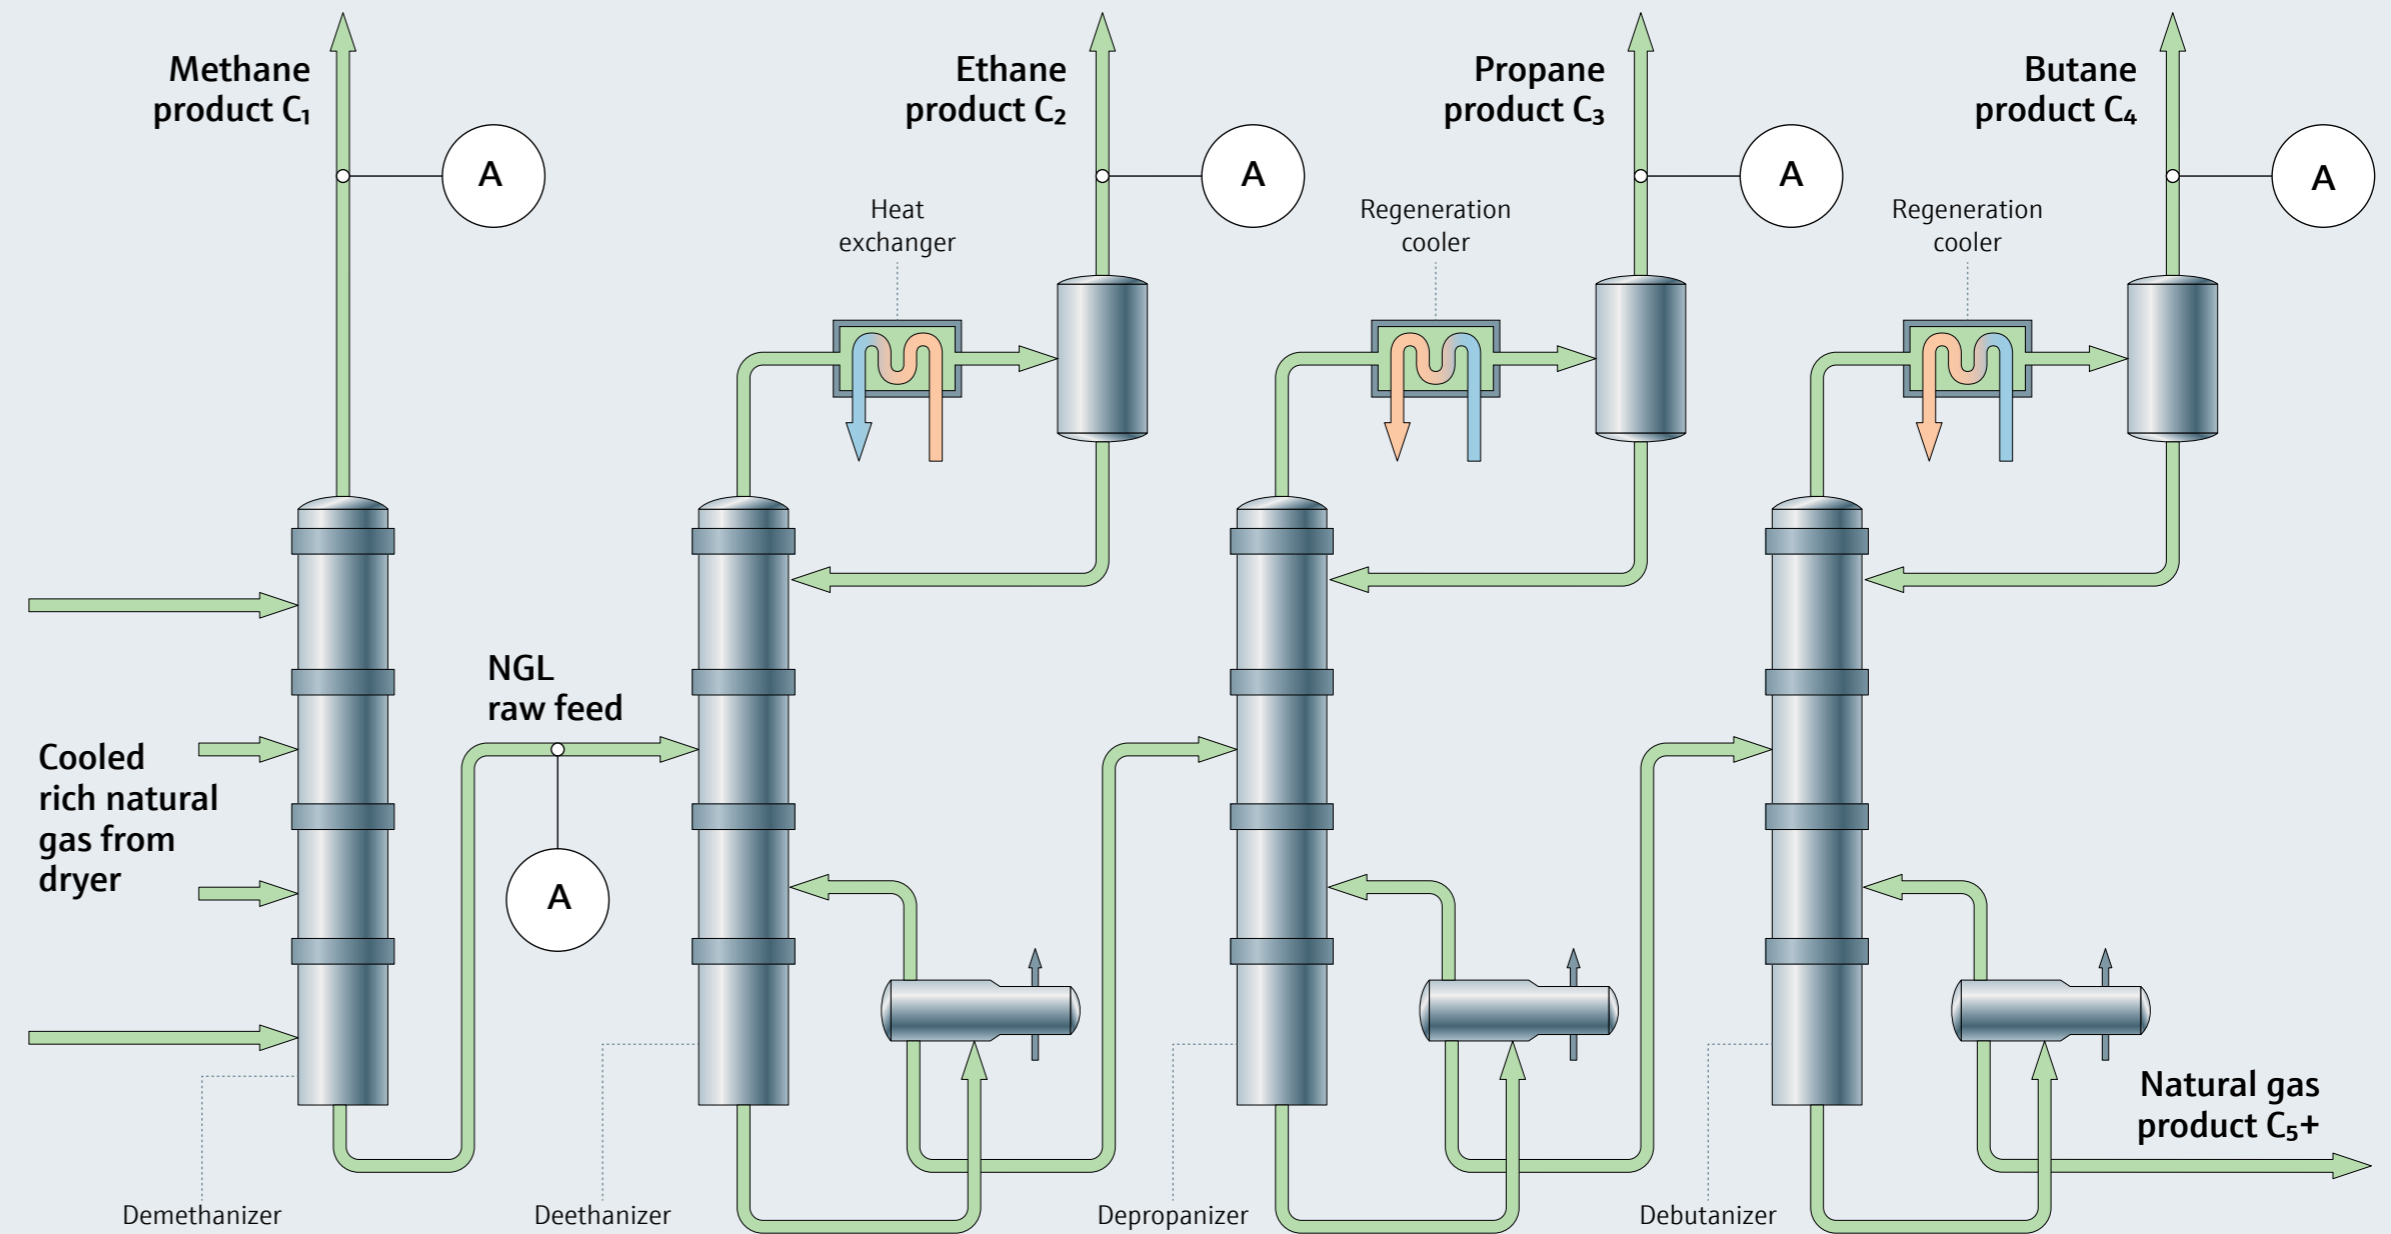 Methane
product C₁
A
Ethane
product C₂
A
Propane
product C₃
A
Butane
product C₄
A
Heat
exchanger
Regeneration
cooler
Regeneration
cooler
NGL
raw feed
A
Cooled
rich natural
gas from
dryer
Natural gas
product C₅+
Demethanizer
Deethanizer
Depropanizer
Debutanizer